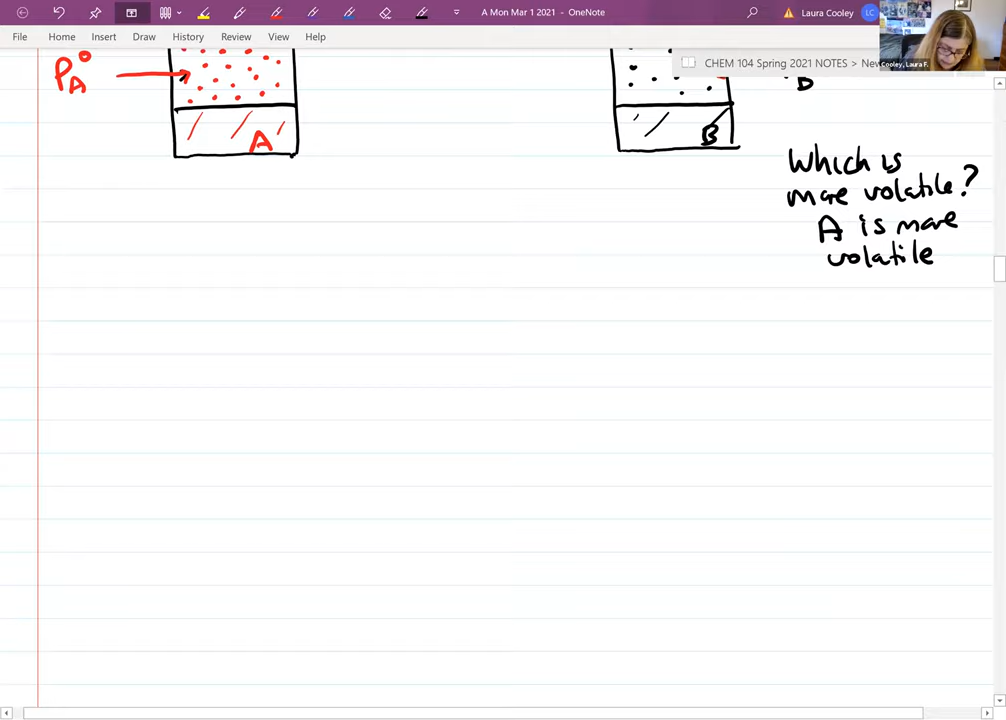 A Mon Mar 1 2021 - OneNote
Laura Cooley
LC
File Home Insert Draw History Review View Help
CHEM 104 Spring 2021 NOTES > New
Cooley, Laura F.
P°A
A
B
B
Which is
more volatile?
A is more
volatile